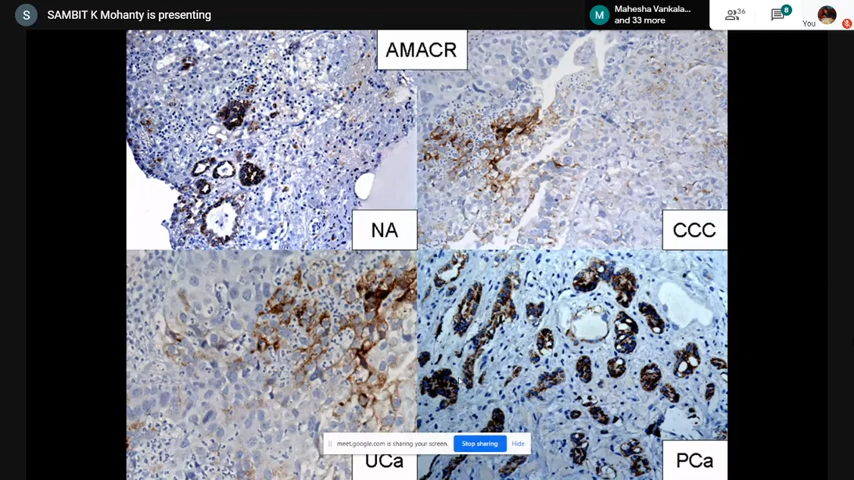 S SAMBIT K Mohanty is presenting
M Mahesha Vankala...
and 33 more
36
8
You
AMACR
NA
CCC
meet.google.com is sharing your screen.
Stop sharing
Hide
UCa
PCa